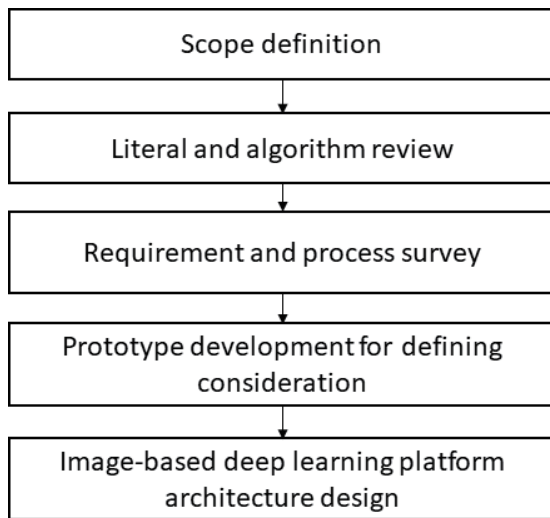 Scope definition
Literal and algorithm review
Requirement and process survey
Prototype development for defining
consideration
Image-based deep learning platform
architecture design